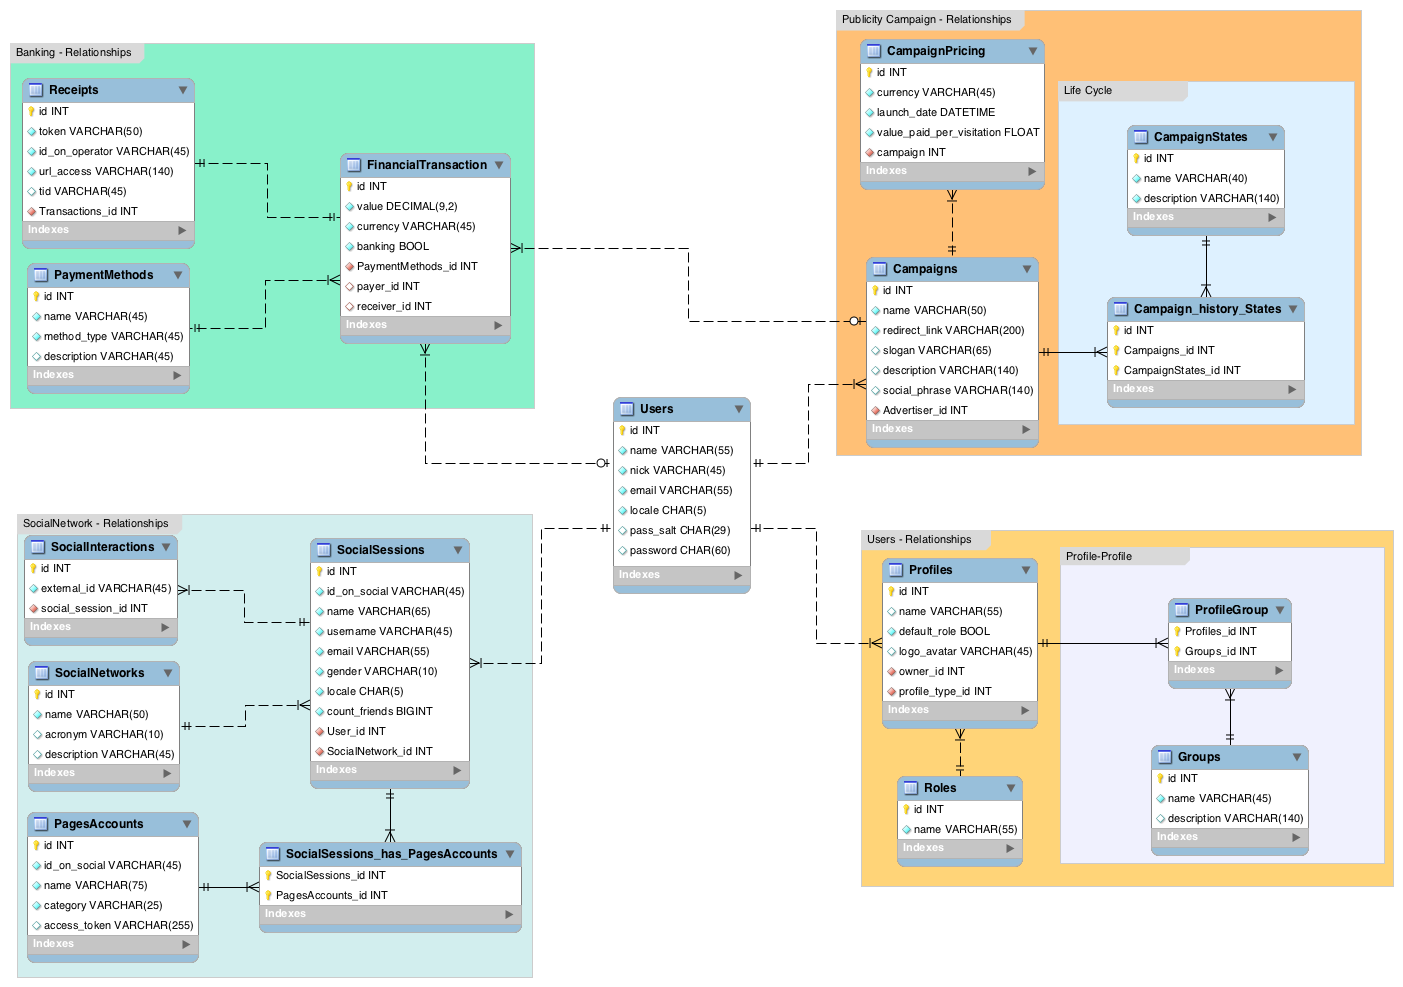 Banking - Relationships
Receipts
id INT
token VARCHAR(50)
id_on_operator VARCHAR(45)
url_access VARCHAR(140)
tid VARCHAR(45)
Transactions_id INT
Indexes
PaymentMethods
id INT
name VARCHAR(45)
method_type VARCHAR(45)
description VARCHAR(45)
Indexes
FinancialTransaction
id INT
value DECIMAL(9,2)
currency VARCHAR(45)
banking BOOL
PaymentMethods_id INT
payer_id INT
receiver_id INT
Indexes
Publicity Campaign - Relationships
CampaignPricing
id INT
currency VARCHAR(45)
launch_date DATETIME
value_paid_per_visitation FLOAT
campaign INT
Indexes
Campaigns
id INT
name VARCHAR(50)
redirect_link VARCHAR(200)
slogan VARCHAR(65)
description VARCHAR(140)
social_phrase VARCHAR(140)
Advertiser_id INT
Indexes
Life Cycle
CampaignStates
id INT
name VARCHAR(40)
description VARCHAR(140)
Indexes
Campaign_history_States
id INT
Campaigns_id INT
CampaignStates_id INT
Indexes
Users
id INT
name VARCHAR(55)
nick VARCHAR(45)
email VARCHAR(55)
locale CHAR(5)
pass_salt CHAR(29)
password CHAR(60)
Indexes
SocialNetwork - Relationships
SocialInteractions
id INT
external_id VARCHAR(45)
social_session_id INT
Indexes
SocialNetworks
id INT
name VARCHAR(50)
acronym VARCHAR(10)
description VARCHAR(45)
Indexes
PagesAccounts
id INT
id_on_social VARCHAR(45)
name VARCHAR(75)
category VARCHAR(25)
access_token VARCHAR(255)
Indexes
SocialSessions
id INT
id_on_social VARCHAR(45)
name VARCHAR(65)
username VARCHAR(45)
email VARCHAR(55)
gender VARCHAR(10)
locale CHAR(5)
count_friends BIGINT
User_id INT
SocialNetwork_id INT
Indexes
SocialSessions_has_PagesAccounts
SocialSessions_id INT
PagesAccounts_id INT
Indexes
Users - Relationships
Profiles
id INT
name VARCHAR(55)
default_role BOOL
logo_avatar VARCHAR(45)
owner_id INT
profile_type_id INT
Indexes
Roles
id INT
name VARCHAR(55)
Indexes
Profile-Profile
ProfileGroup
Profiles_id INT
Groups_id INT
Indexes
Groups
id INT
name VARCHAR(45)
description VARCHAR(140)
Indexes